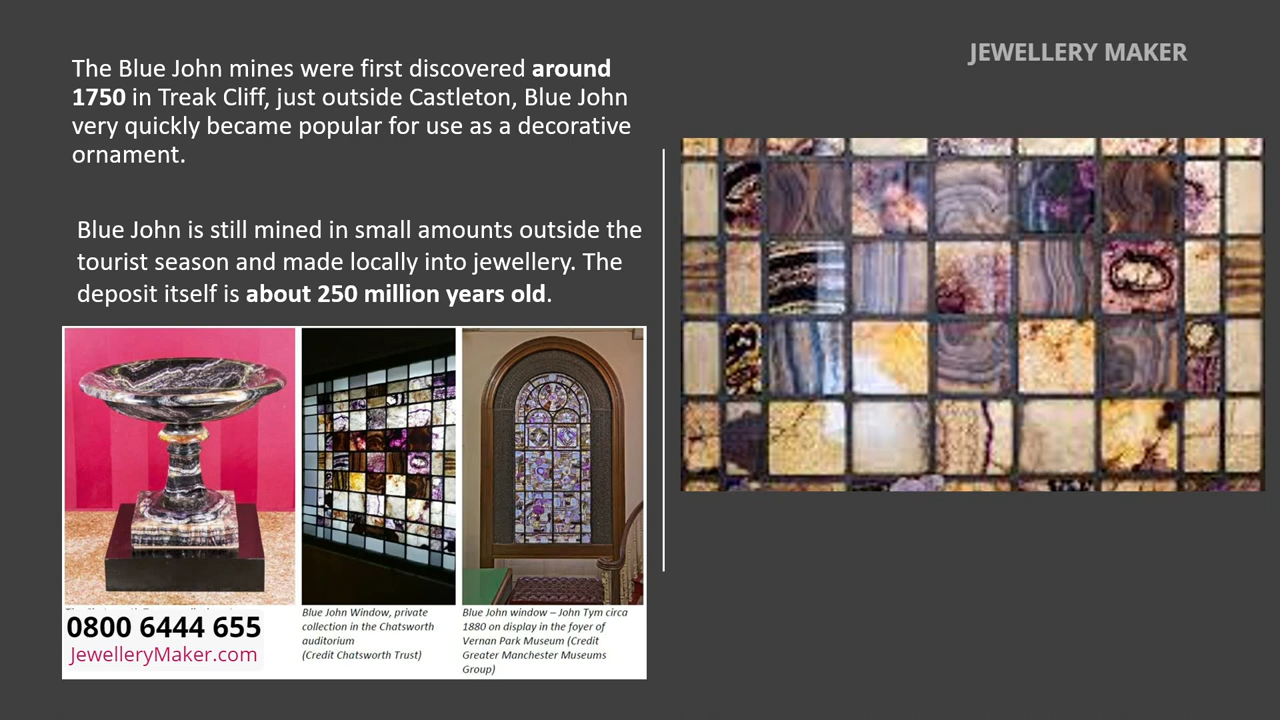 JEWELLERY MAKER
The Blue John mines were first discovered around
1750 in Treak Cliff, just outside Castleton, Blue John
very quickly became popular for use as a decorative
ornament.
Blue John is still mined in small amounts outside the
tourist season and made locally into jewellery. The
deposit itself is about 250 million years old.
0800 6444 655
JewelleryMaker.com
Blue John Window, private
collection in the Chatsworth
auditorium
(Credit Chatsworth Trust)
Blue John window – John Tym circa
1880 on display in the foyer of
Vernan Park Museum (Credit
Greater Manchester Museums
Group)